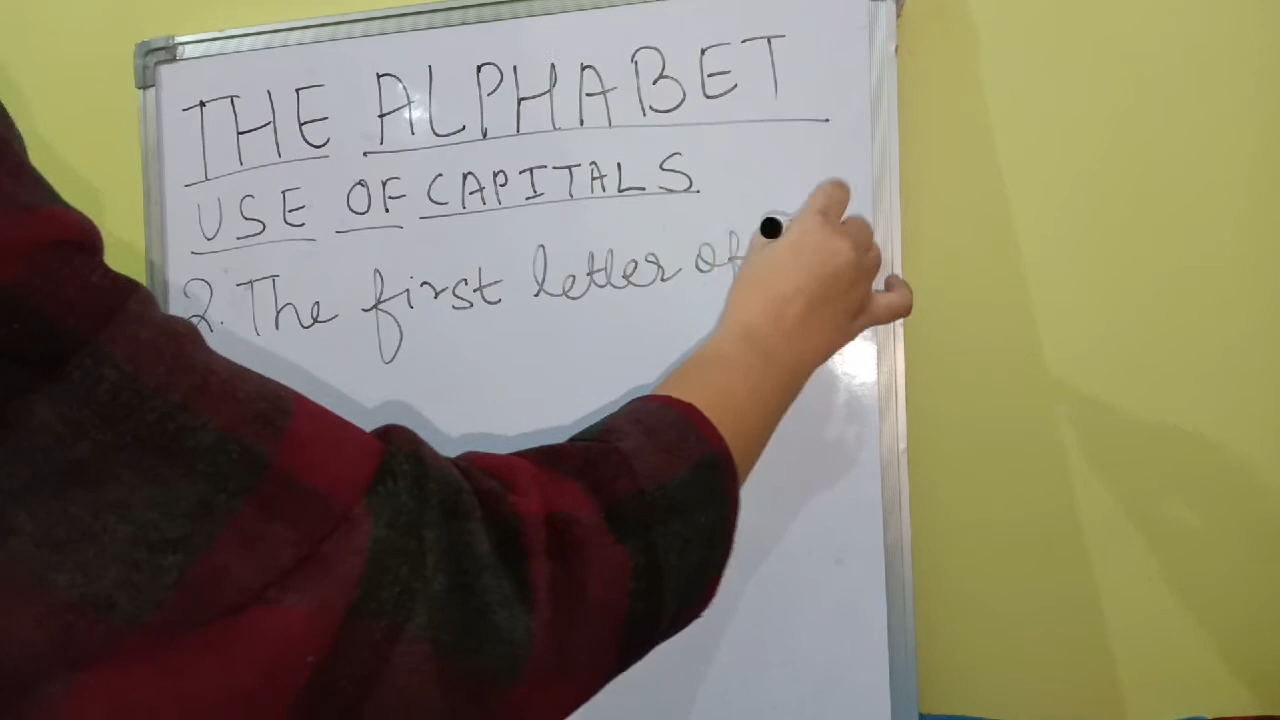 THE ALPHABET
USE OF CAPITALS
2. The first letter of